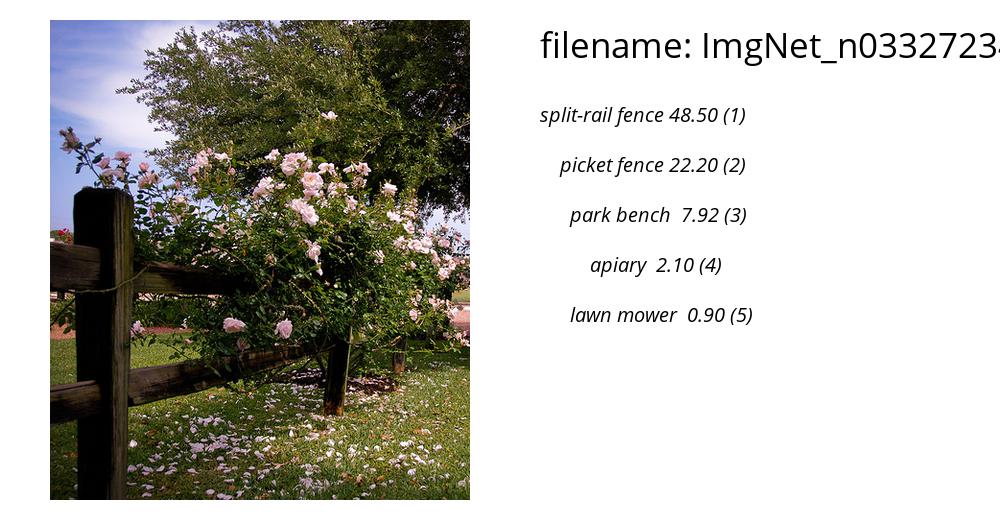 filename: ImgNet_n0332723
split-rail fence 48.50 (1)
picket fence 22.20 (2)
park bench 7.92 (3)
apiary 2.10 (4)
lawn mower 0.90 (5)